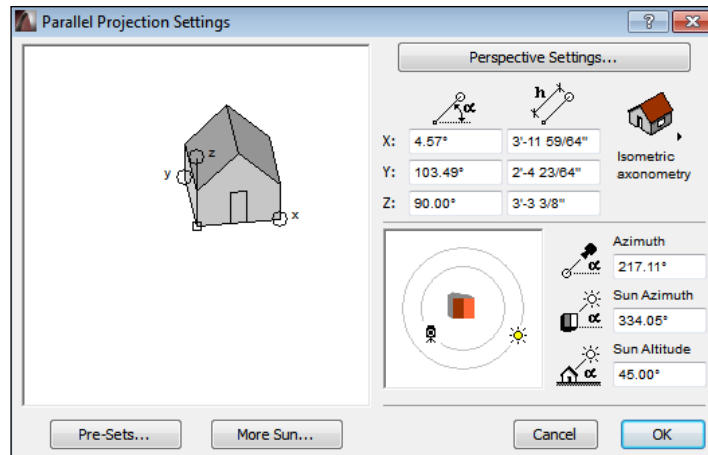 Parallel Projection Settings
Perspective Settings...
α h
X: 4.57° 3'-11 59/64"
Y: 103.49° 2'-4 23/64"
Z: 90.00° 3'-3 3/8"
Isometric
axonometry
z
y
x
Azimuth
α 217.11°
Sun Azimuth
α 334.05°
Sun Altitude
α 45.00°
Pre-Sets... More Sun... Cancel OK